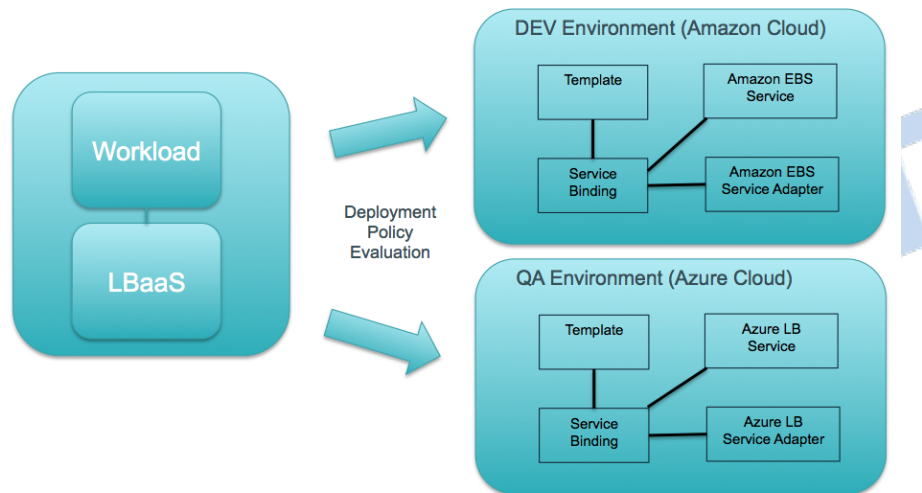 Workload
LBaaS
Deployment
Policy
Evaluation
DEV Environment (Amazon Cloud)
Template
Amazon EBS
Service
Service
Binding
Amazon EBS
Service Adapter
QA Environment (Azure Cloud)
Template
Azure LB
Service
Service
Binding
Azure LB
Service Adapter